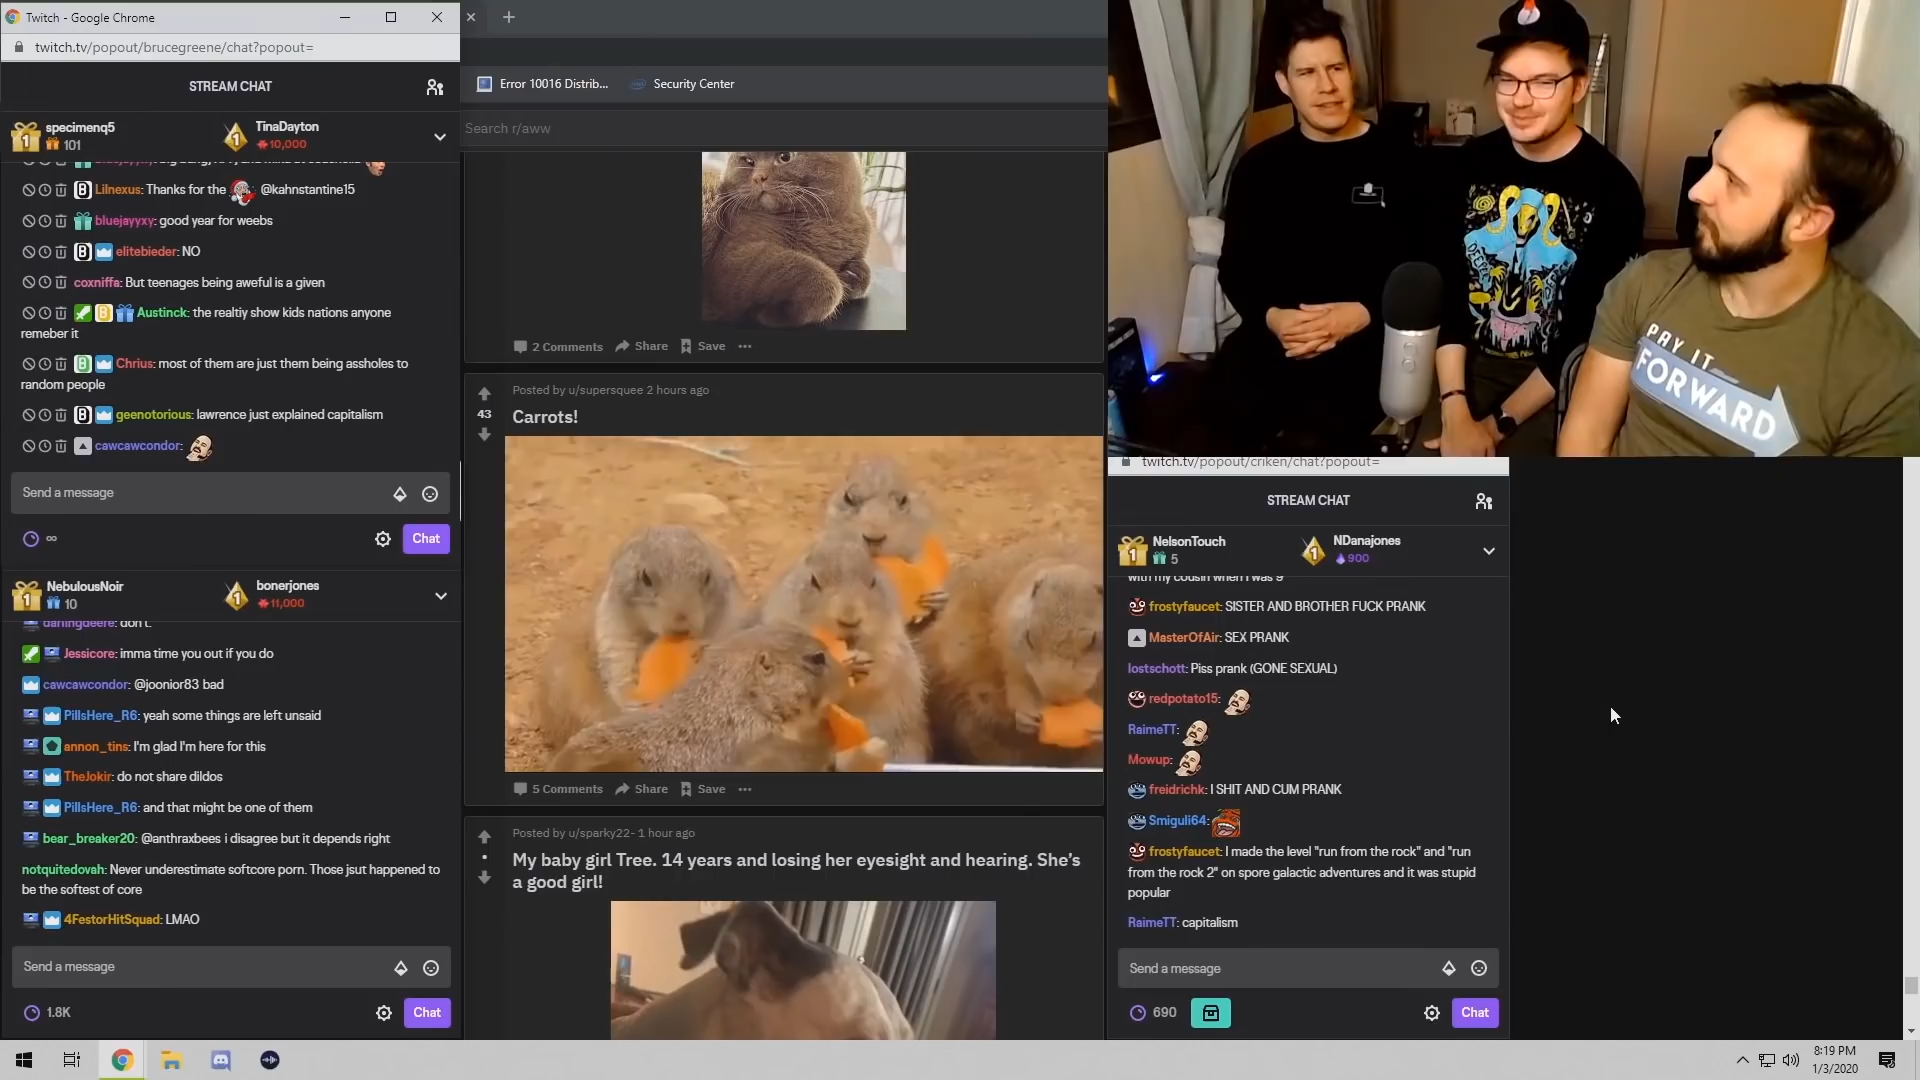 Twitch - Google Chrome
twitch.tv/popout/brucegreene/chat?popout=
STREAM CHAT
specimenq5
101
TinaDayton
10,000
Lilnexus: Thanks for the @kahnstantine15
bluejayyxy: good year for weebs
elitebieder: NO
coxniffa: But teenages being aweful is a given
Austinck: the realtiy show kids nations anyone
remeber it
Chrius: most of them are just them being assholes to
random people
geenotorious: lawrence just explained capitalism
cawcawcondor:
Send a message
∞
Chat
NebulousNoir
10
bonerjones
11,000
darlingdeere: don't.
Jessicore: imma time you out if you do
cawcawcondor: @joonior83 bad
PillsHere_R6: yeah some things are left unsaid
annon_tins: I'm glad I'm here for this
TheJokir: do not share dildos
PillsHere_R6: and that might be one of them
bear_breaker20: @anthraxbees i disagree but it depends right
notquitedovah: Never underestimate softcore porn. Those jsut happened to
be the softest of core
4FestorHitSquad: LMAO
Send a message
1.8K
Chat
Error 10016 Distrib...
Security Center
Search r/aww
2 Comments Share Save
Posted by u/supersquee 2 hours ago
43
Carrots!
5 Comments Share Save
Posted by u/sparky22- 1 hour ago
My baby girl Tree. 14 years and losing her eyesight and hearing. She's
a good girl!
PAY IT
FORWARD
twitch.tv/popout/criken/chat?popout=
STREAM CHAT
NelsonTouch
5
NDanajones
900
with my cousin when I was 9
frostyfaucet: SISTER AND BROTHER FUCK PRANK
MasterOfAir: SEX PRANK
lostschott: Piss prank (GONE SEXUAL)
redpotato15:
RaimeTT:
Mowup:
freidrichk: I SHIT AND CUM PRANK
Smiguli64:
frostyfaucet: I made the level "run from the rock" and "run
from the rock 2" on spore galactic adventures and it was stupid
popular
RaimeTT: capitalism
Send a message
690
Chat
8:19 PM
1/3/2020